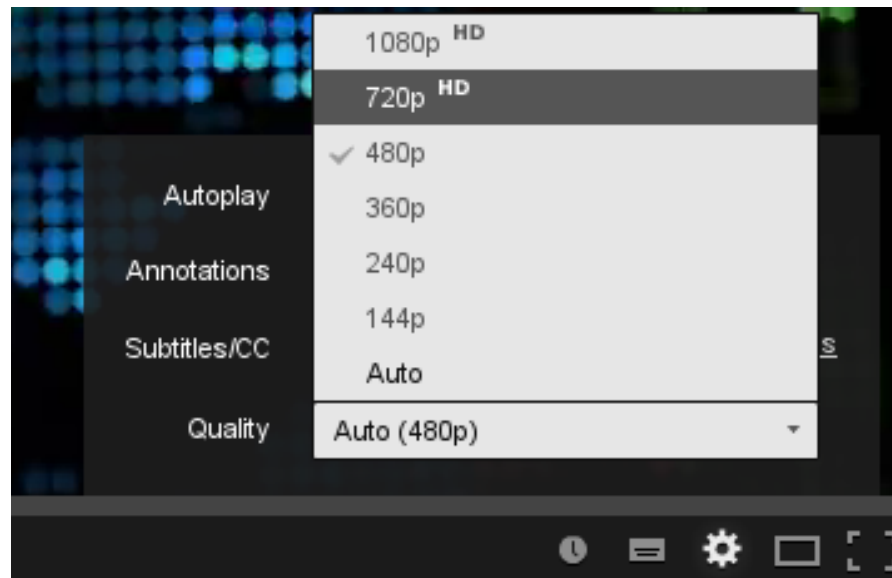 1080p HD
720p HD
480p
Autoplay
360p
Annotations
240p
144p
Subtitles/CC
s
Auto
Quality
Auto (480p)